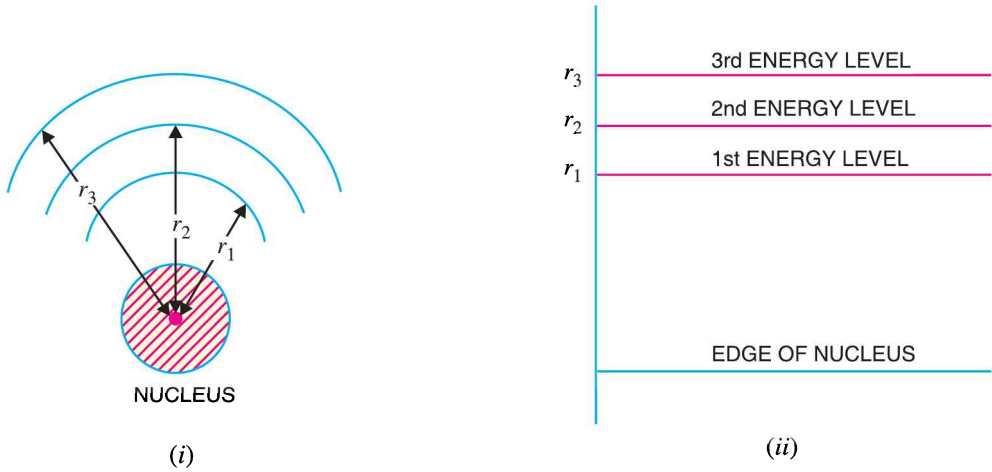 r3
r2
r1
NUCLEUS
(i)
r3
3rd ENERGY LEVEL
r2
2nd ENERGY LEVEL
r1
1st ENERGY LEVEL
EDGE OF NUCLEUS
(ii)